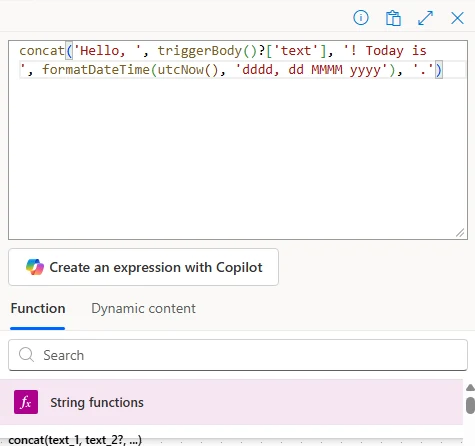 concat('Hello, ', triggerBody()?['text'], '! Today is
', formatDateTime(utcNow(), 'dddd, dd MMMM yyyy'), '.')
Create an expression with Copilot
Function Dynamic content
Search
fx String functions
concat(text_1, text_2?, ...)